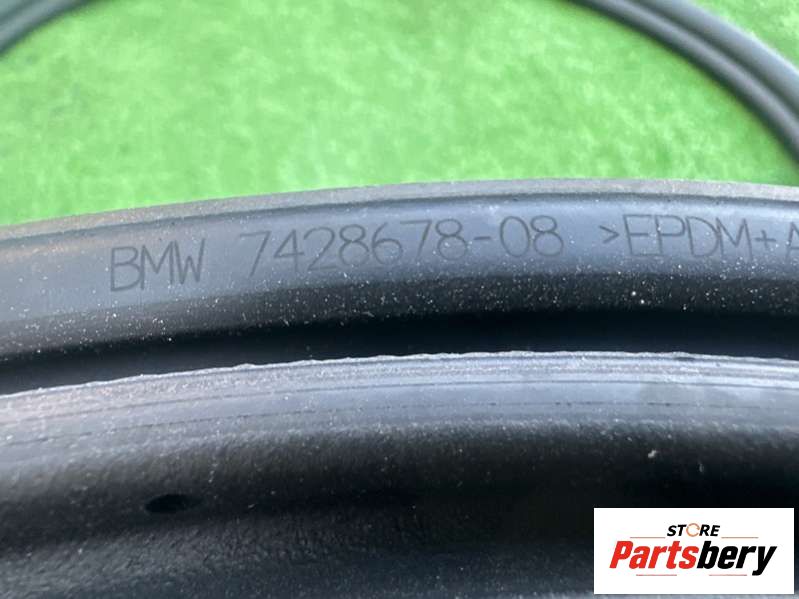 BMW 7428678-08 >EPDM+
STORE
Partsbery